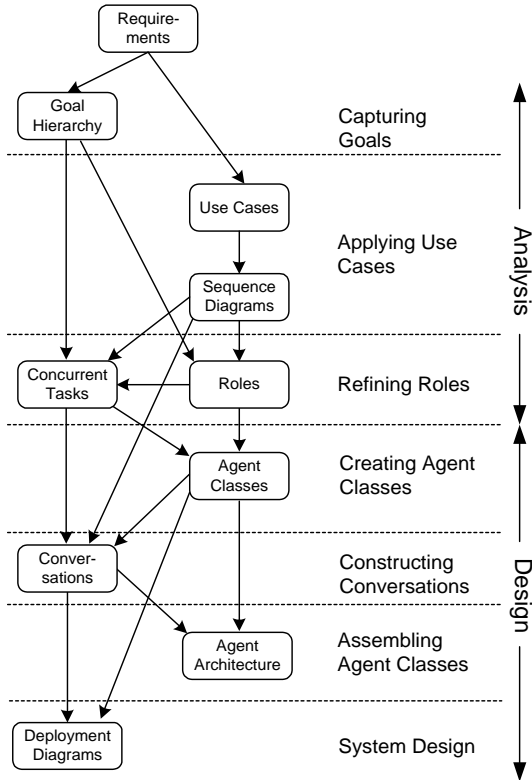 Require-
ments
Goal
Hierarchy
Capturing
Goals
Use Cases
Applying Use
Cases
Sequence
Diagrams
Analysis
Concurrent
Tasks
Roles
Refining Roles
Agent
Classes
Creating Agent
Classes
Conver-
sations
Constructing
Conversations
Design
Agent
Architecture
Assembling
Agent Classes
Deployment
Diagrams
System Design